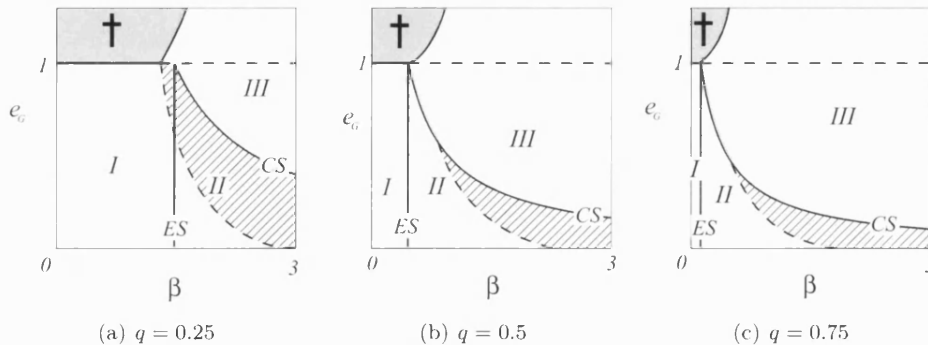 ✝ ✝ ✝
1 1 1
e_G e_G e_G
III III III
I II CS I II CS I II CS
ES ES ES
0 3 0 3 0 3
β β β
(a) q = 0.25 (b) q = 0.5 (c) q = 0.75